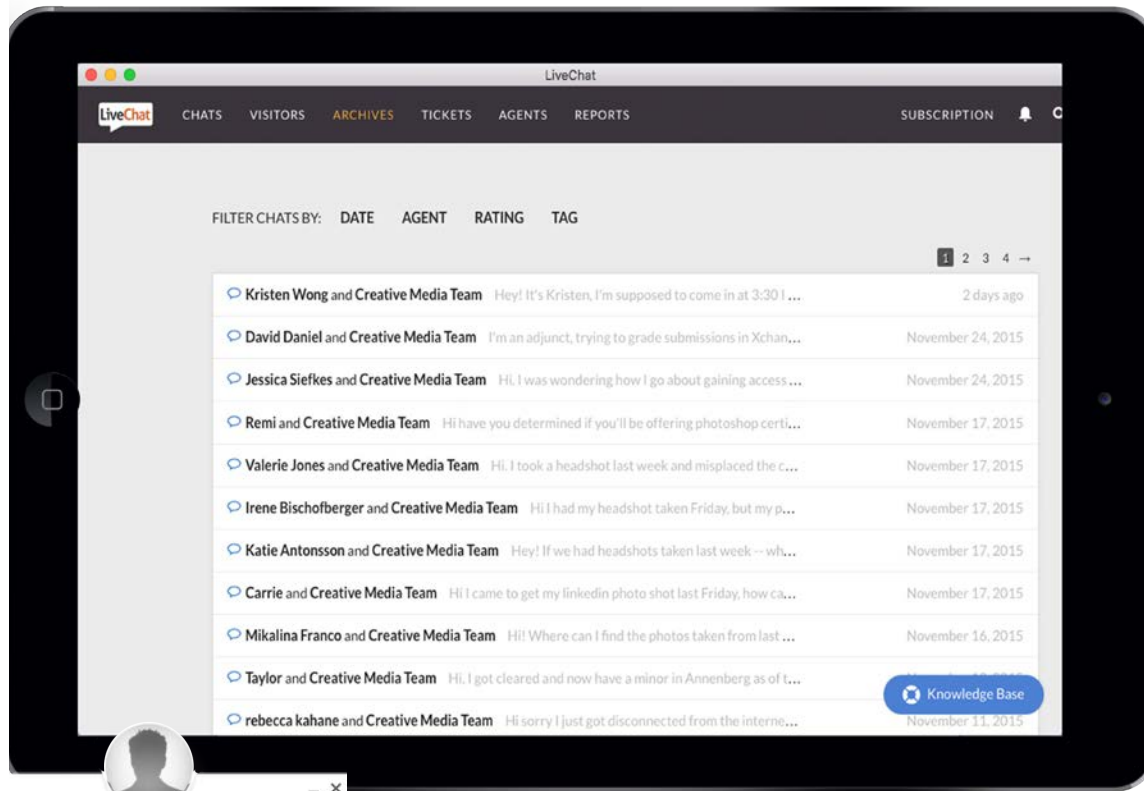 LiveChat
LiveChat CHATS VISITORS ARCHIVES TICKETS AGENTS REPORTS SUBSCRIPTION
FILTER CHATS BY: DATE AGENT RATING TAG
1 2 3 4 →
Kristen Wong and Creative Media Team Hey! It's Kristen, I'm supposed to come in at 3:30 I ... 2 days ago
David Daniel and Creative Media Team I'm an adjunct, trying to grade submissions in Xchan... November 24, 2015
Jessica Siefkes and Creative Media Team Hi, I was wondering how I go about gaining access ... November 24, 2015
Remi and Creative Media Team Hi have you determined if you'll be offering photoshop certi... November 17, 2015
Valerie Jones and Creative Media Team Hi. I took a headshot last week and misplaced the c... November 17, 2015
Irene Bischofberger and Creative Media Team Hi I had my headshot taken Friday, but my p... November 17, 2015
Katie Antonsson and Creative Media Team Hey! If we had headshots taken last week -- wh... November 17, 2015
Carrie and Creative Media Team Hi I came to get my linkedin photo shot last Friday, how ca... November 17, 2015
Mikalina Franco and Creative Media Team Hi! Where can I find the photos taken from last ... November 16, 2015
Taylor and Creative Media Team Hi, I got cleared and now have a minor in Annenberg as of t...
Knowledge Base
rebecca kahane and Creative Media Team Hi sorry I just got disconnected from the interne... November 11, 2015